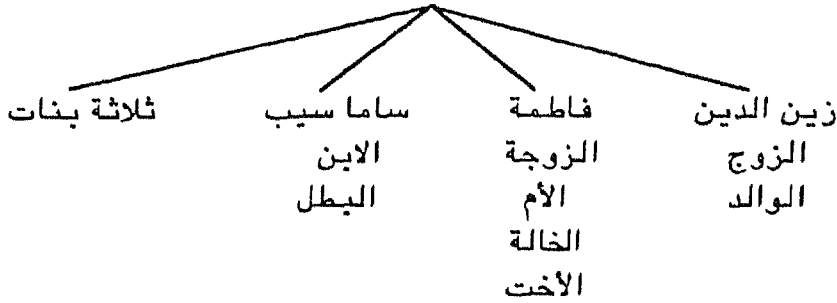 زين الدين فاطمة ساما سيب ثلاثة بنات
الزوج الزوجة الابن
الوالد الأم البطل
الخالة
الأخت